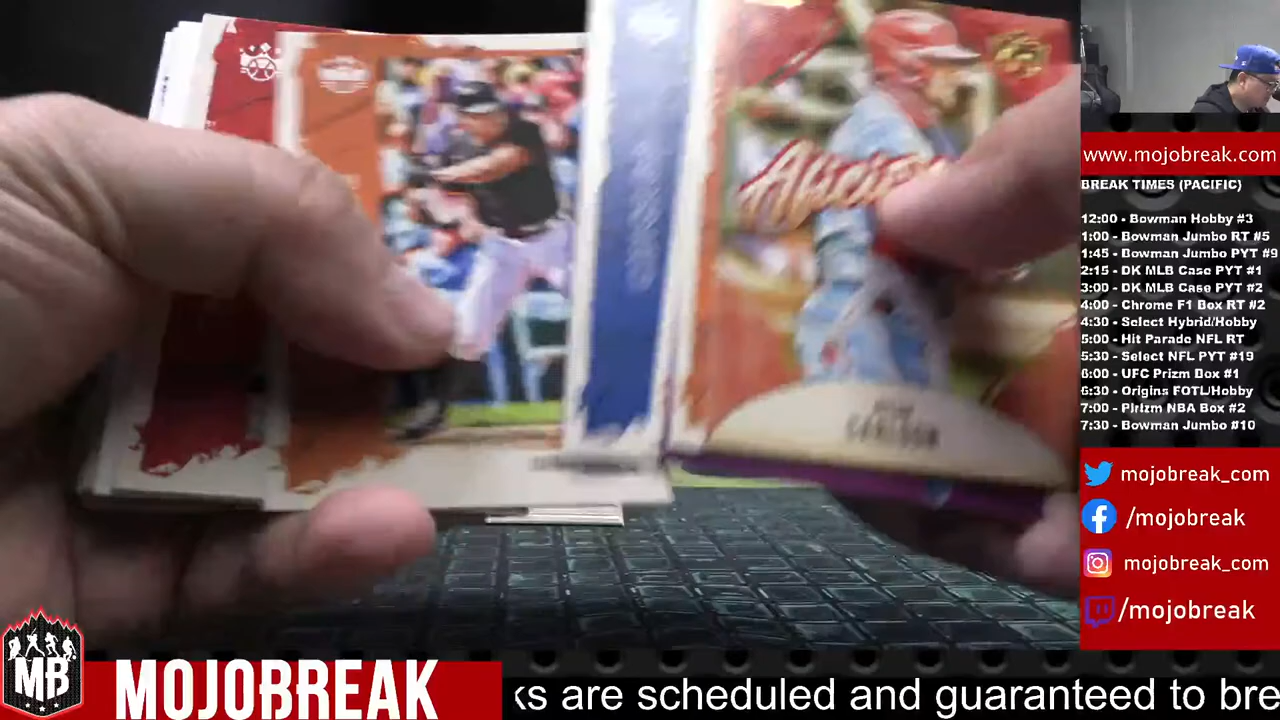 CARLSON
www.mojobreak.com
BREAK TIMES (PACIFIC)
12:00 - Bowman Hobby #3
1:00 - Bowman Jumbo RT #5
1:45 - Bowman Jumbo PYT #9
2:15 - DK MLB Case PYT #1
3:00 - DK MLB Case PYT #2
4:00 - Chrome F1 Box RT #2
4:30 - Select Hybrid/Hobby
5:00 - Hit Parade NFL RT
5:30 - Select NFL PYT #19
6:00 - UFC Prizm Box #1
6:30 - Origins FOTL/Hobby
7:00 - Pirizm NBA Box #2
7:30 - Bowman Jumbo #10
mojobreak_com
/mojobreak
mojobreak_com
/mojobreak
MB
MOJOBREAK
ks are scheduled and guaranteed to bre